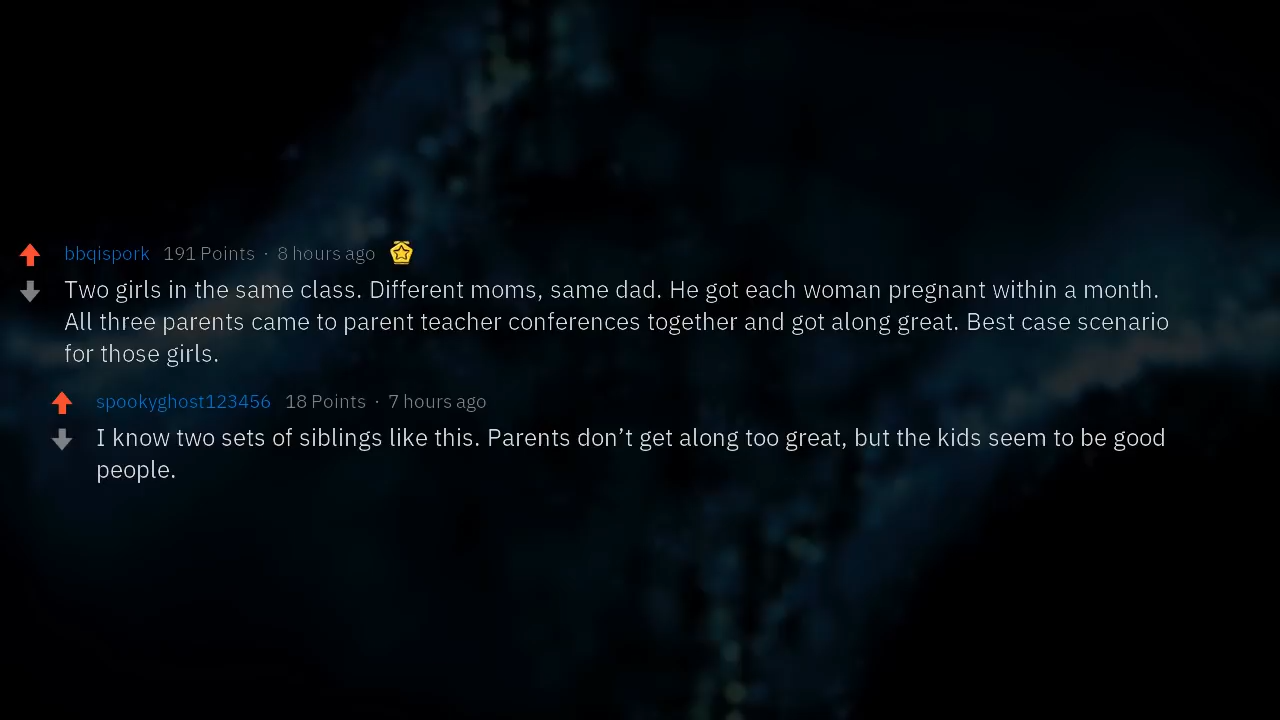 bbqispork 191 Points · 8 hours ago
Two girls in the same class. Different moms, same dad. He got each woman pregnant within a month.
All three parents came to parent teacher conferences together and got along great. Best case scenario
for those girls.
spookyghost123456 18 Points · 7 hours ago
I know two sets of siblings like this. Parents don’t get along too great, but the kids seem to be good
people.